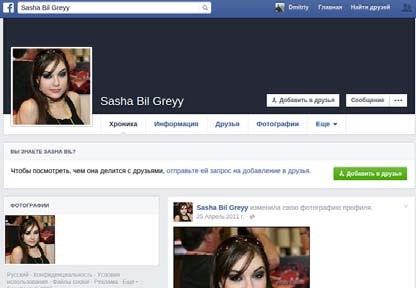 f Sasha Bil Greyy Dmitriy Главная Найти друзей
Sasha Bil Greyy
Добавить в друзья Сообщение •••
Хроника Информация Друзья Фотографии Еще
ВЫ ЗНАЕТЕ SASHA BIL?
Чтобы посмотреть, чем она делится с друзьями, отправьте ей запрос на добавление в друзья.
Добавить в друзья
ФОТОГРАФИИ
Sasha Bil Greyy изменила свою фотографию профиля.
25 Апрель 2011 г. ·
Русский · Конфиденциальность · Условия
использования · Файлы cookie · Реклама · Еще